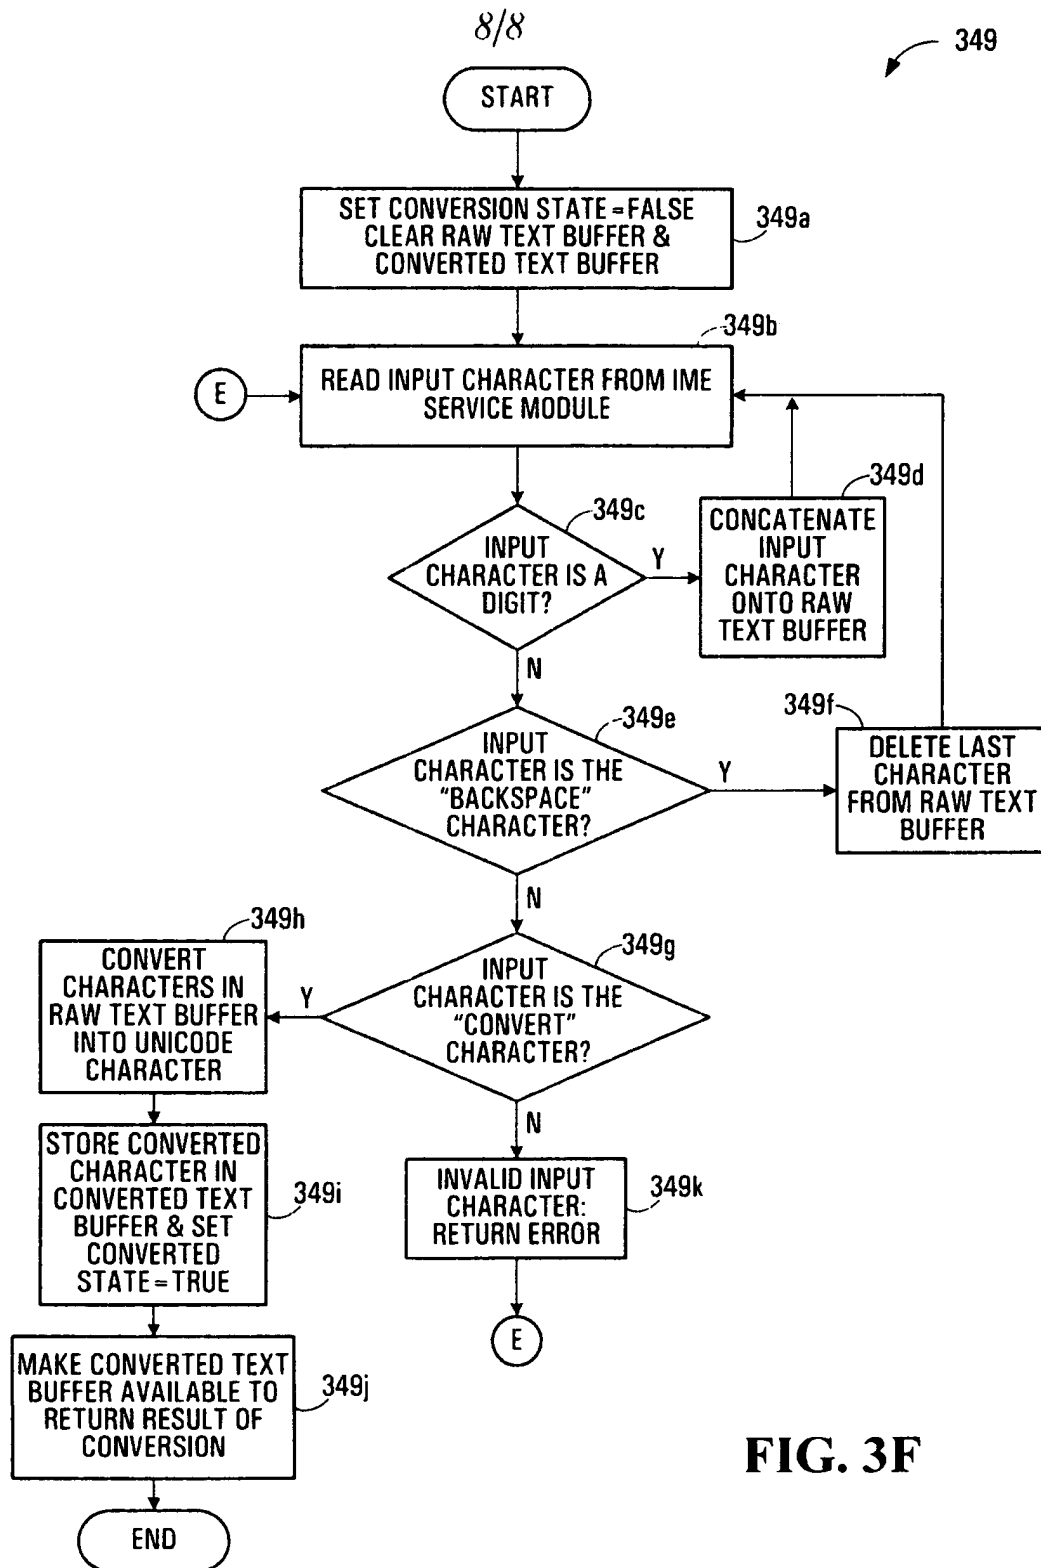 8/8
349
START
SET CONVERSION STATE=FALSE
CLEAR RAW TEXT BUFFER &
CONVERTED TEXT BUFFER
349a
349b
READ INPUT CHARACTER FROM IME
SERVICE MODULE
E
349c
INPUT
CHARACTER IS A
DIGIT?
Y
349d
CONCATENATE
INPUT
CHARACTER
ONTO RAW
TEXT BUFFER
N
349e
INPUT
CHARACTER IS THE
"BACKSPACE"
CHARACTER?
Y
349f
DELETE LAST
CHARACTER
FROM RAW TEXT
BUFFER
N
349g
INPUT
CHARACTER IS THE
"CONVERT"
CHARACTER?
Y
349h
CONVERT
CHARACTERS IN
RAW TEXT BUFFER
INTO UNICODE
CHARACTER
N
STORE CONVERTED
CHARACTER IN
CONVERTED TEXT
BUFFER & SET
CONVERTED
STATE=TRUE
349i
INVALID INPUT
CHARACTER:
RETURN ERROR
349k
E
MAKE CONVERTED TEXT
BUFFER AVAILABLE TO
RETURN RESULT OF
CONVERSION
349j
END
FIG. 3F